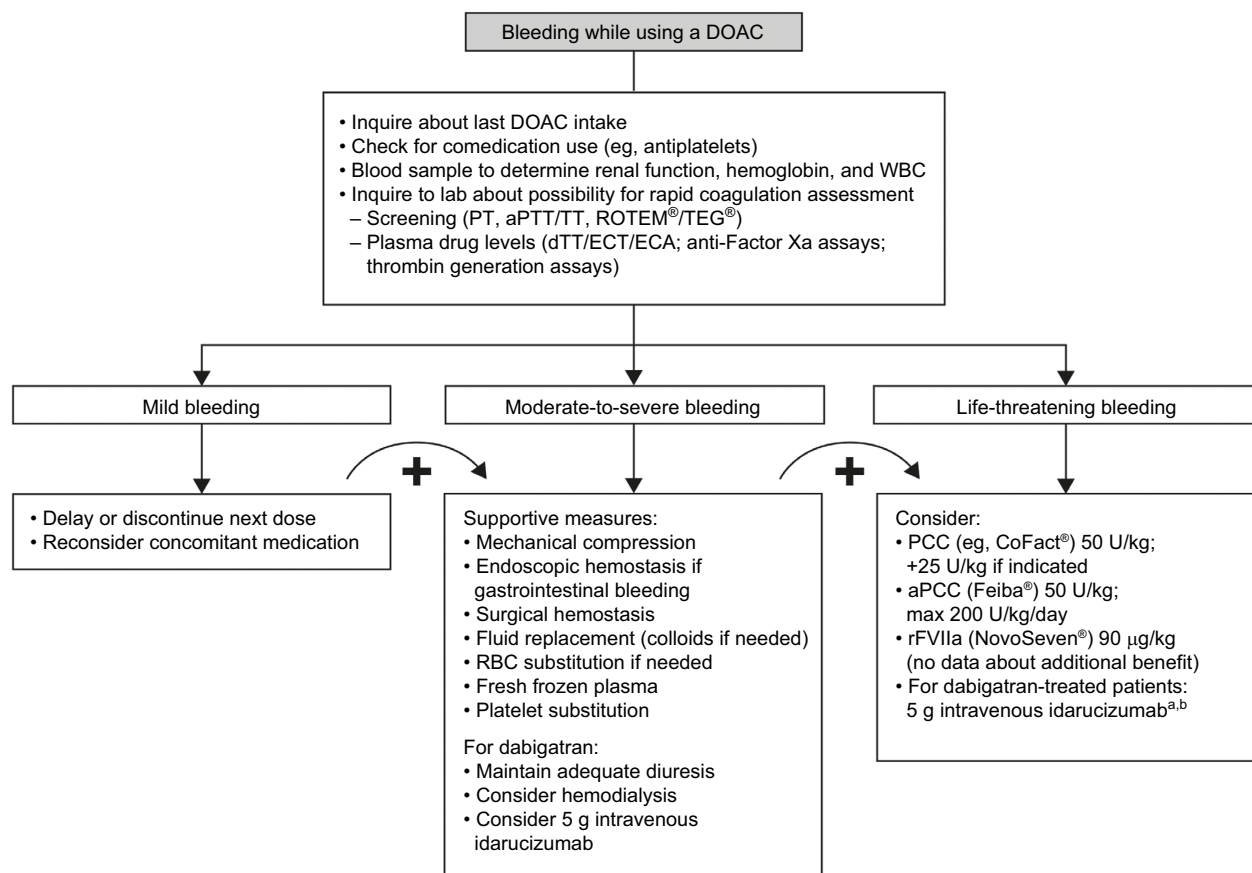 Bleeding while using a DOAC
• Inquire about last DOAC intake
• Check for comedication use (eg, antiplatelets)
• Blood sample to determine renal function, hemoglobin, and WBC
• Inquire to lab about possibility for rapid coagulation assessment
– Screening (PT, aPTT/TT, ROTEM®/TEG®)
– Plasma drug levels (dTT/ECT/ECA; anti-Factor Xa assays;
thrombin generation assays)
Mild bleeding
• Delay or discontinue next dose
• Reconsider concomitant medication
+
Moderate-to-severe bleeding
Supportive measures:
• Mechanical compression
• Endoscopic hemostasis if
gastrointestinal bleeding
• Surgical hemostasis
• Fluid replacement (colloids if needed)
• RBC substitution if needed
• Fresh frozen plasma
• Platelet substitution
For dabigatran:
• Maintain adequate diuresis
• Consider hemodialysis
• Consider 5 g intravenous
idarucizumab
+
Life-threatening bleeding
Consider:
• PCC (eg, CoFact®) 50 U/kg;
+25 U/kg if indicated
• aPCC (Feiba®) 50 U/kg;
max 200 U/kg/day
• rFVIIa (NovoSeven®) 90 μg/kg
(no data about additional benefit)
• For dabigatran-treated patients:
5 g intravenous idarucizumab^a,b